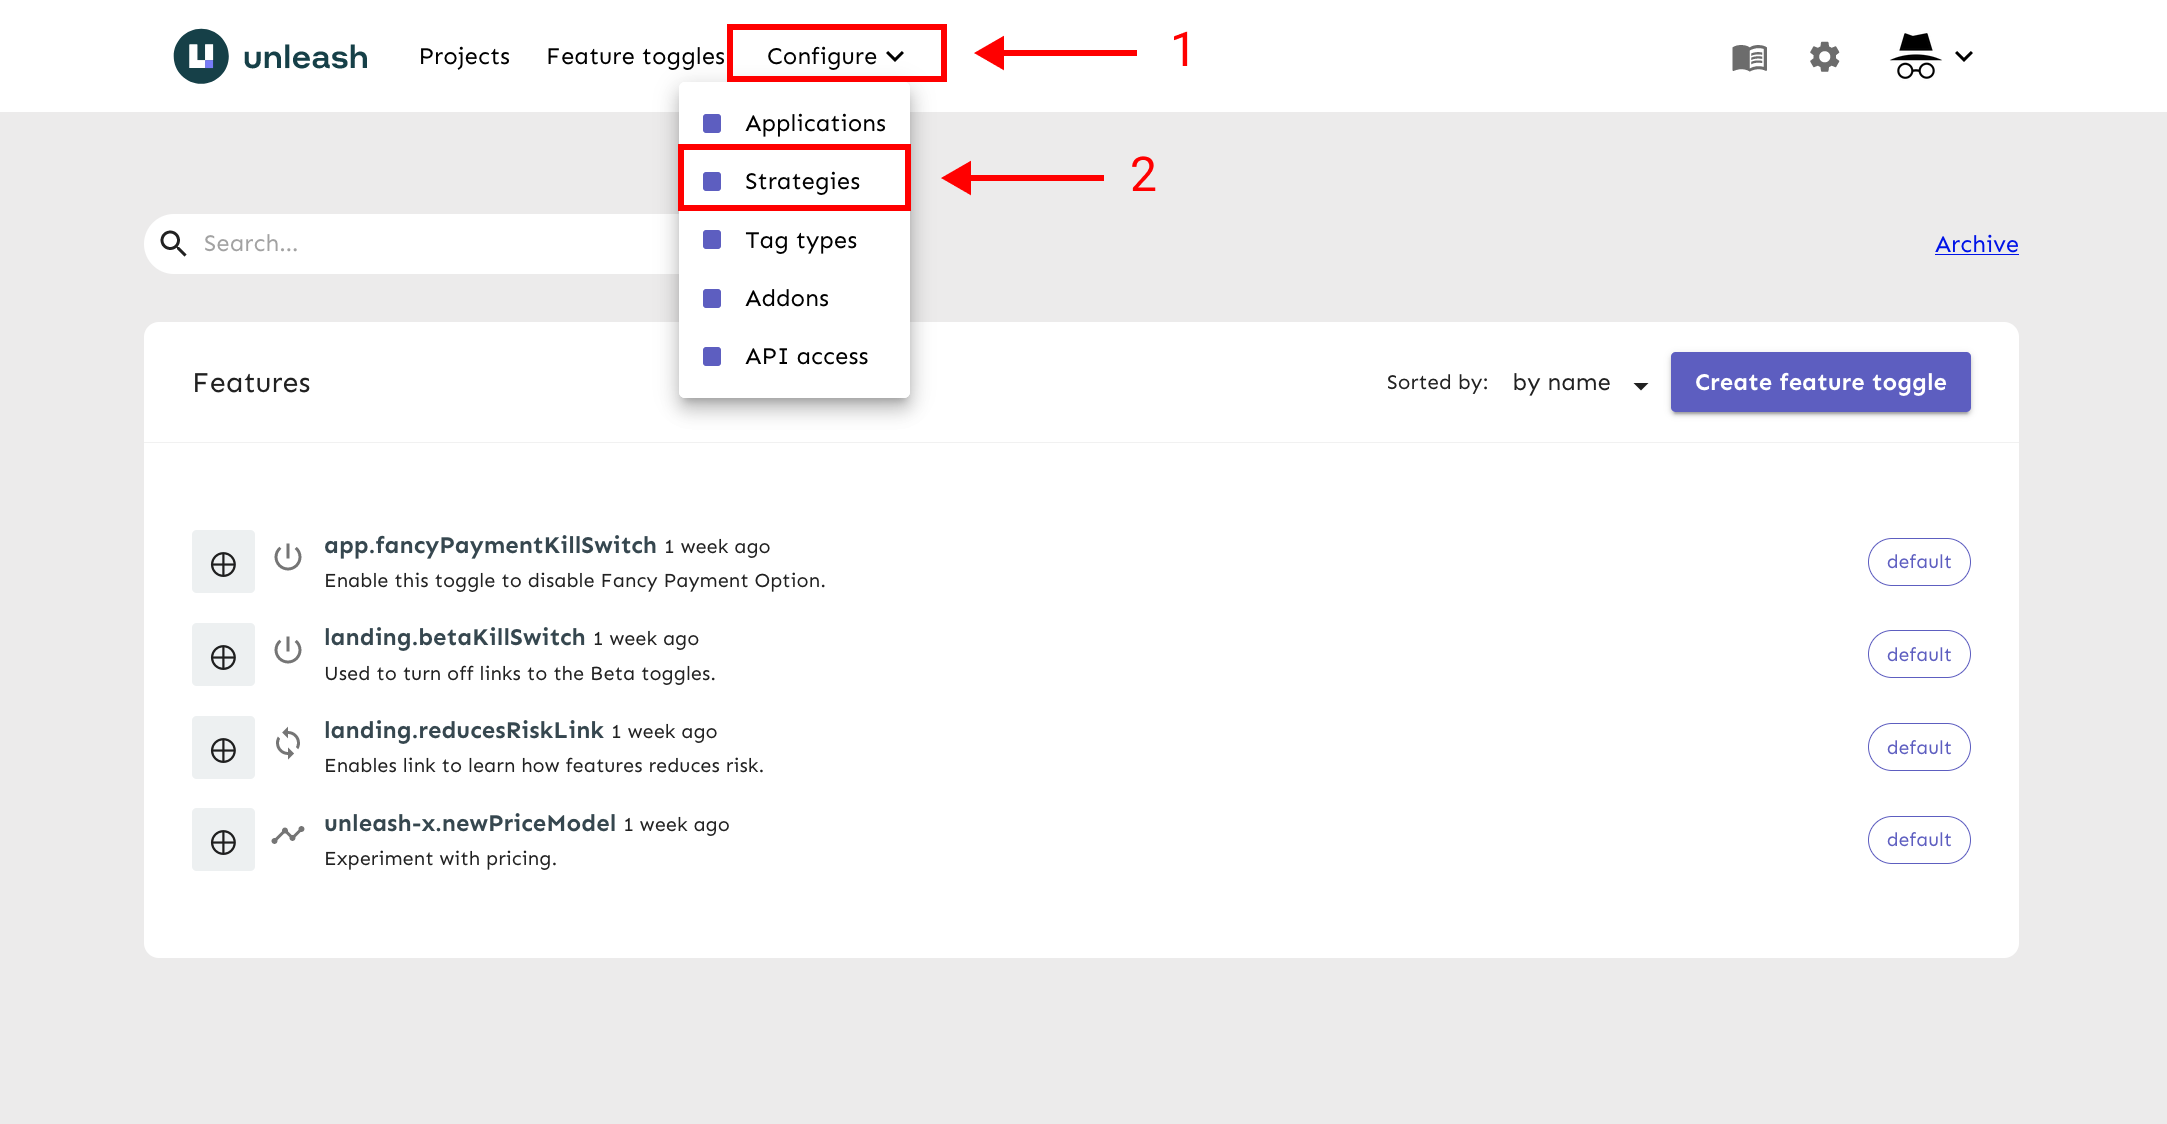 unleash Projects Feature toggles Configure 1
Applications
Strategies 2
Tag types
Addons
API access
Search...
Archive
Features
Sorted by: by name Create feature toggle
app.fancyPaymentKillSwitch 1 week ago
Enable this toggle to disable Fancy Payment Option.
default
landing.betaKillSwitch 1 week ago
Used to turn off links to the Beta toggles.
default
landing.reducesRiskLink 1 week ago
Enables link to learn how features reduces risk.
default
unleash-x.newPriceModel 1 week ago
Experiment with pricing.
default